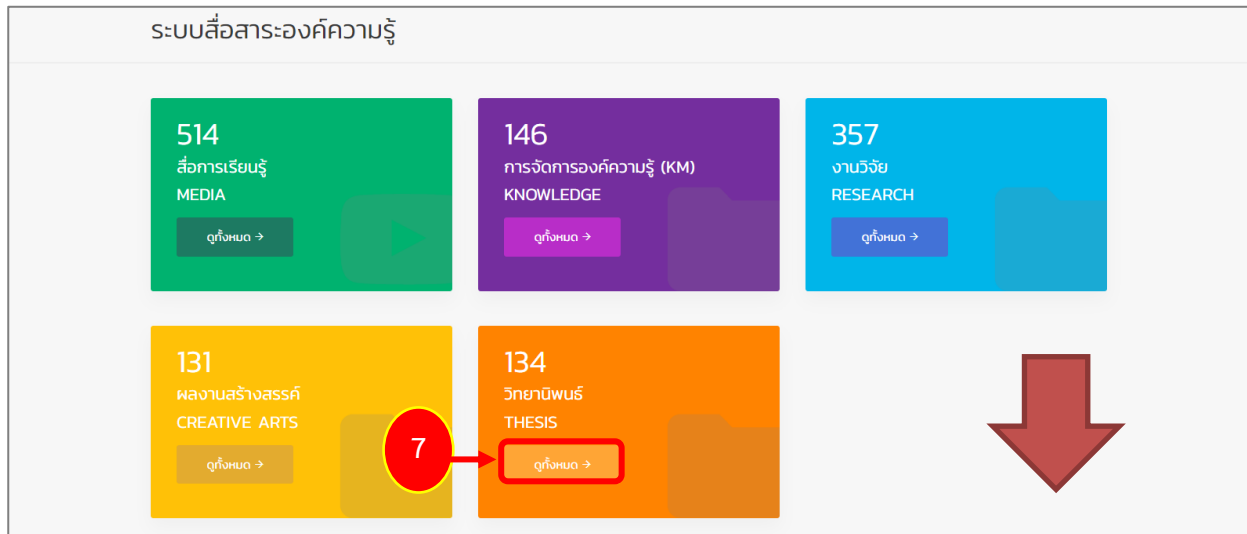 ระบบสื่อสาระองค์ความรู้
514
สื่อการเรียนรู้
MEDIA
ดูทั้งหมด →
146
การจัดการองค์ความรู้ (KM)
KNOWLEDGE
ดูทั้งหมด →
357
งานวิจัย
RESEARCH
ดูทั้งหมด →
131
ผลงานสร้างสรรค์
CREATIVE ARTS
ดูทั้งหมด →
134
วิทยานิพนธ์
THESIS
7
ดูทั้งหมด →